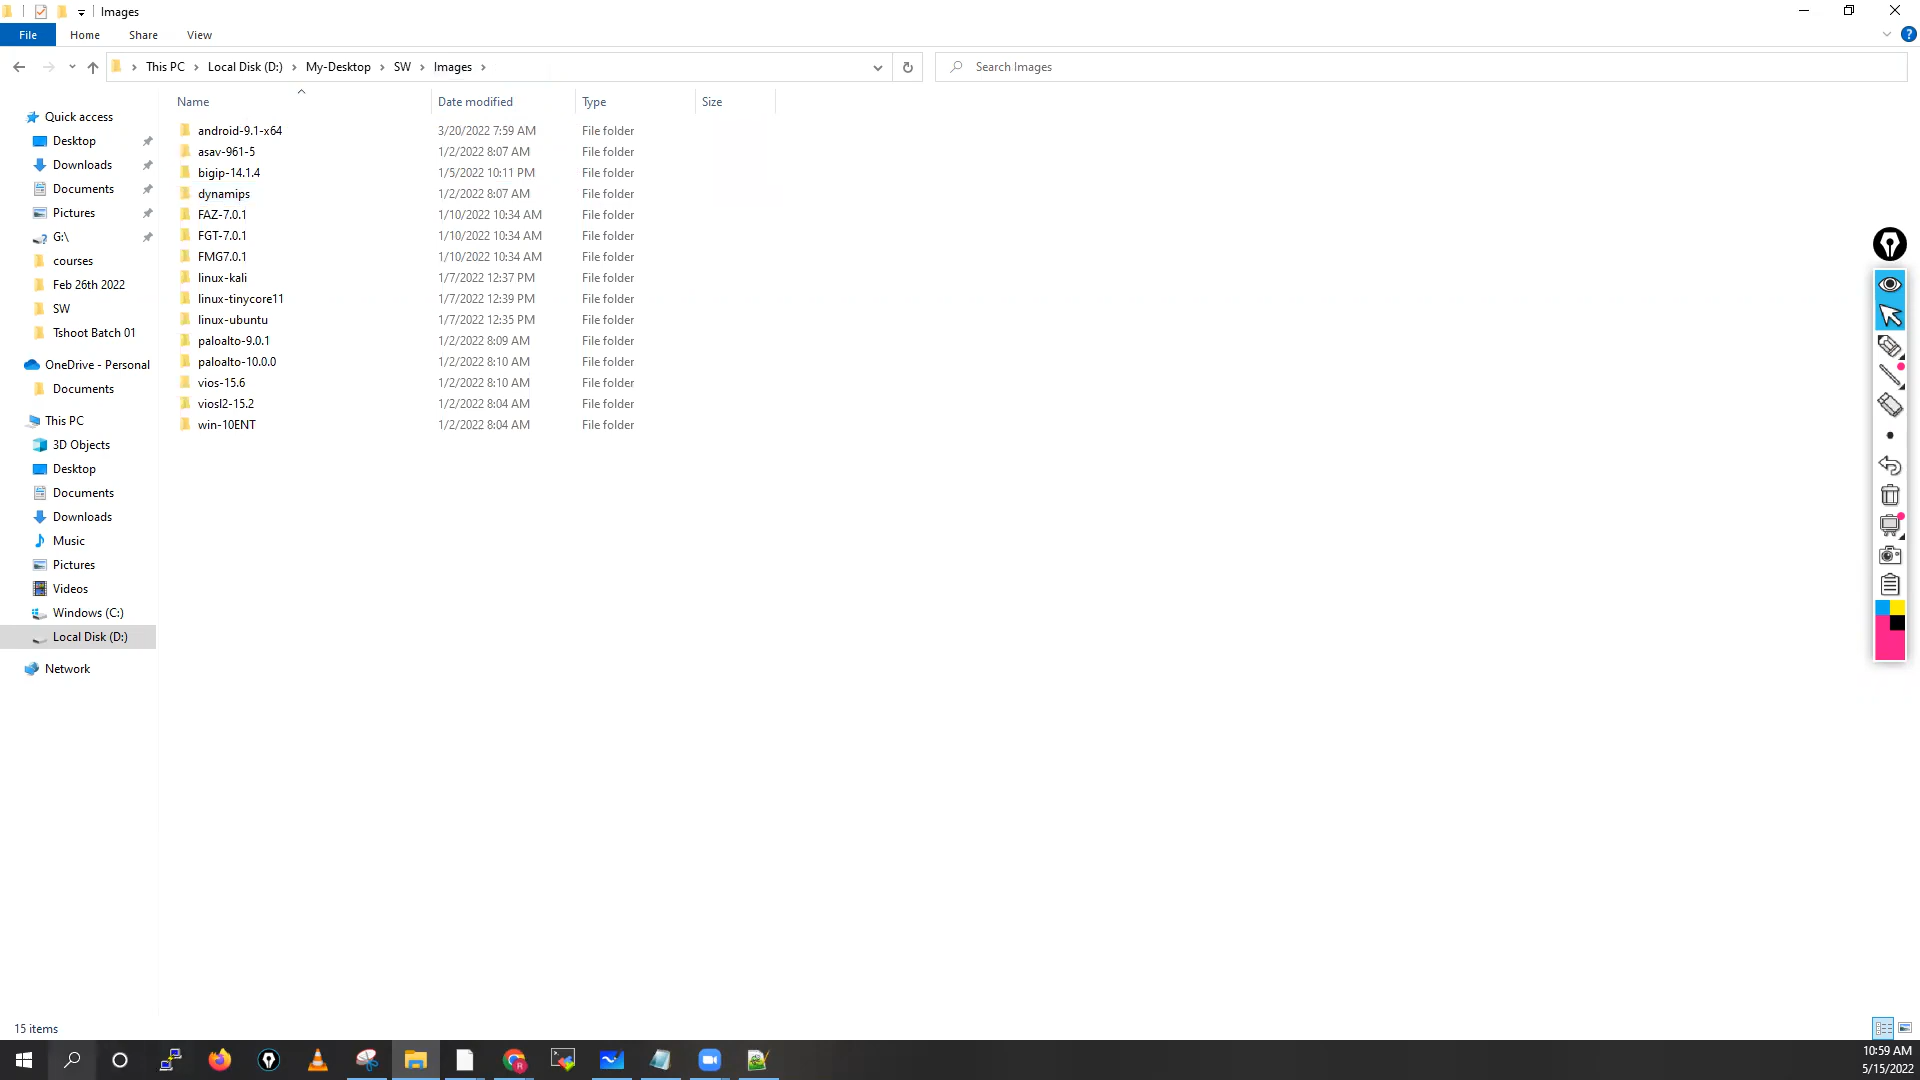 Images
File
Home
Share
View
This PC
Local Disk (D:)
My-Desktop
SW
Images
Search Images
Name
Date modified
Type
Size
android-9.1-x64 3/20/2022 7:59 AM File folder
asav-961-5 1/2/2022 8:07 AM File folder
bigip-14.1.4 1/5/2022 10:11 PM File folder
dynamips 1/2/2022 8:07 AM File folder
FAZ-7.0.1 1/10/2022 10:34 AM File folder
FGT-7.0.1 1/10/2022 10:34 AM File folder
FMG7.0.1 1/10/2022 10:34 AM File folder
linux-kali 1/7/2022 12:37 PM File folder
linux-tinycore11 1/7/2022 12:39 PM File folder
linux-ubuntu 1/7/2022 12:35 PM File folder
paloalto-9.0.1 1/2/2022 8:09 AM File folder
paloalto-10.0.0 1/2/2022 8:10 AM File folder
vios-15.6 1/2/2022 8:10 AM File folder
viosl2-15.2 1/2/2022 8:04 AM File folder
win-10ENT 1/2/2022 8:04 AM File folder
Quick access
Desktop
Downloads
Documents
Pictures
G:\
courses
Feb 26th 2022
SW
Tshoot Batch 01
OneDrive - Personal
Documents
This PC
3D Objects
Desktop
Documents
Downloads
Music
Pictures
Videos
Windows (C:)
Local Disk (D:)
Network
15 items
10:59 AM
5/15/2022